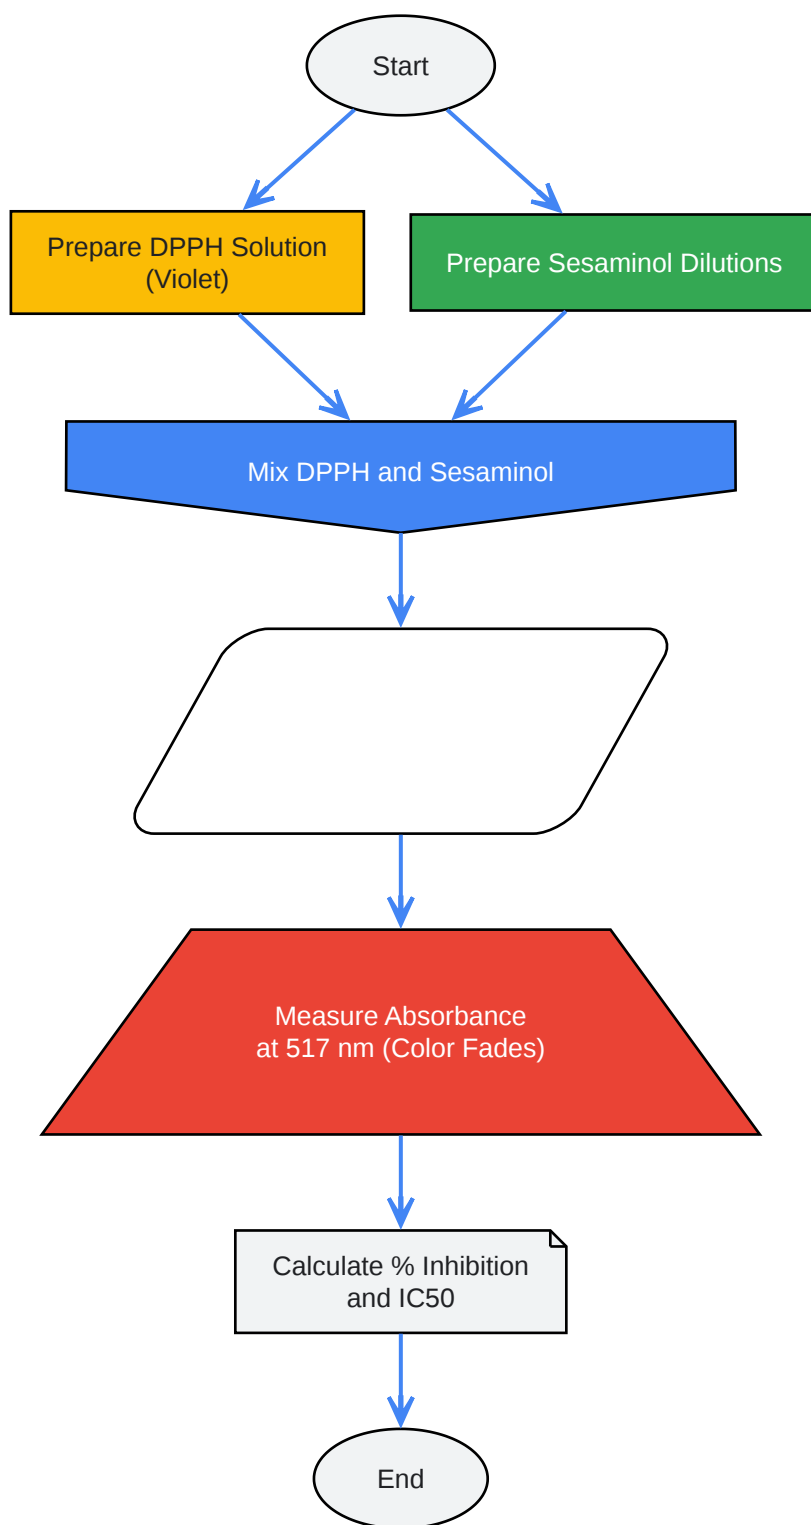 Start
Prepare DPPH Solution
(Violet)
Prepare Sesaminol Dilutions
Mix DPPH and Sesaminol
Measure Absorbance
at 517 nm (Color Fades)
Calculate % Inhibition
and IC50
End